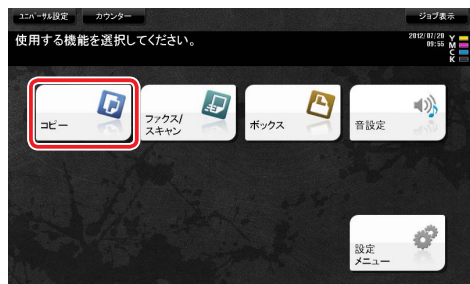 ユニバーサル設定
カウンター
ジョブ表示
使用する機能を選択してください。
2012/07/20
09:55
Y
M
C
K
コピー
ファクス/
スキャン
ボックス
音設定
設定
メニュー